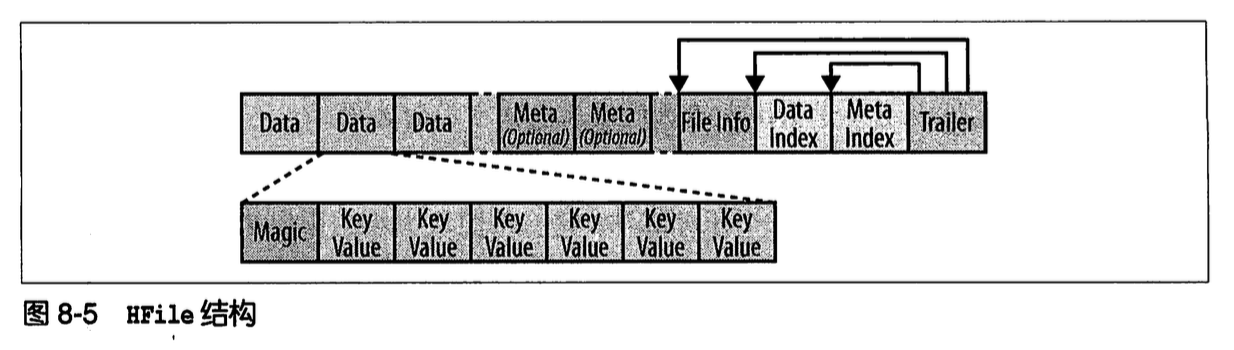 Data Data Data Meta (Optional) Meta (Optional) File Info Data Index Meta Index Trailer
Magic Key Value Key Value Key Value Key Value Key Value Key Value
图 8-5 HFile 结构